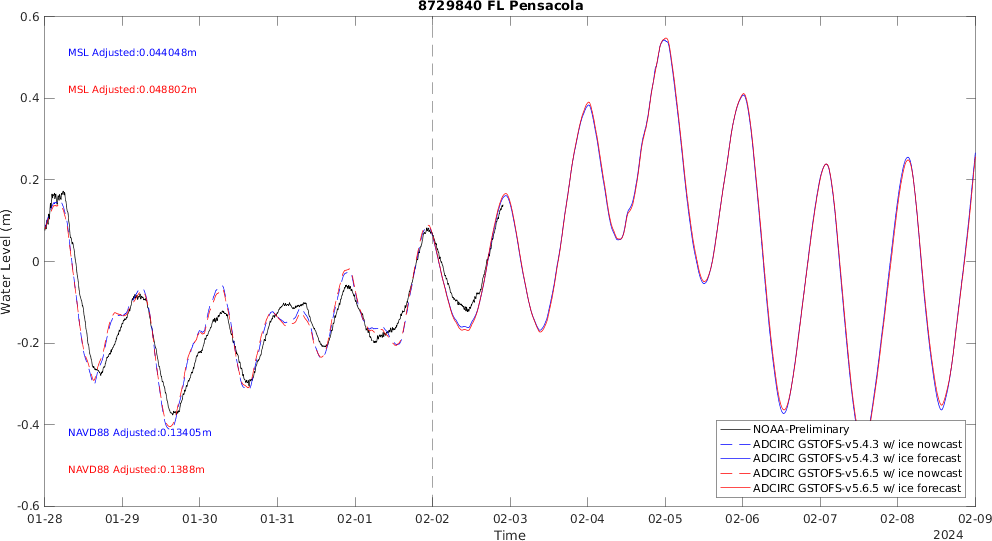 8729840 FL Pensacola
0.6
0.4
0.2
0
-0.2
-0.4
-0.6
Water Level (m)
MSL Adjusted:0.044048m
MSL Adjusted:0.048802m
NAVD88 Adjusted:0.13405m
NAVD88 Adjusted:0.1388m
NOAA-Preliminary
ADCIRC GSTOFS-v5.4.3 w/ ice nowcast
ADCIRC GSTOFS-v5.4.3 w/ ice forecast
ADCIRC GSTOFS-v5.6.5 w/ ice nowcast
ADCIRC GSTOFS-v5.6.5 w/ ice forecast
01-28 01-29 01-30 01-31 02-01 02-02 02-03 02-04 02-05 02-06 02-07 02-08 02-09
Time
2024